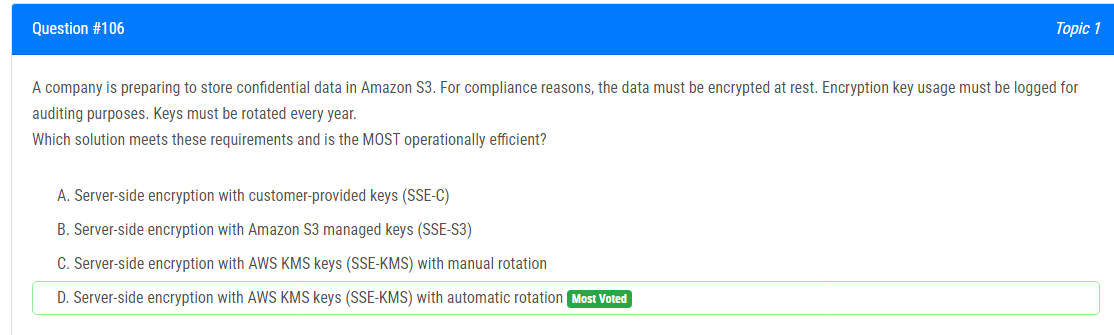 Question #106
Topic 1
A company is preparing to store confidential data in Amazon S3. For compliance reasons, the data must be encrypted at rest. Encryption key usage must be logged for
auditing purposes. Keys must be rotated every year.
Which solution meets these requirements and is the MOST operationally efficient?
A. Server-side encryption with customer-provided keys (SSE-C)
B. Server-side encryption with Amazon S3 managed keys (SSE-S3)
C. Server-side encryption with AWS KMS keys (SSE-KMS) with manual rotation
D. Server-side encryption with AWS KMS keys (SSE-KMS) with automatic rotation Most Voted